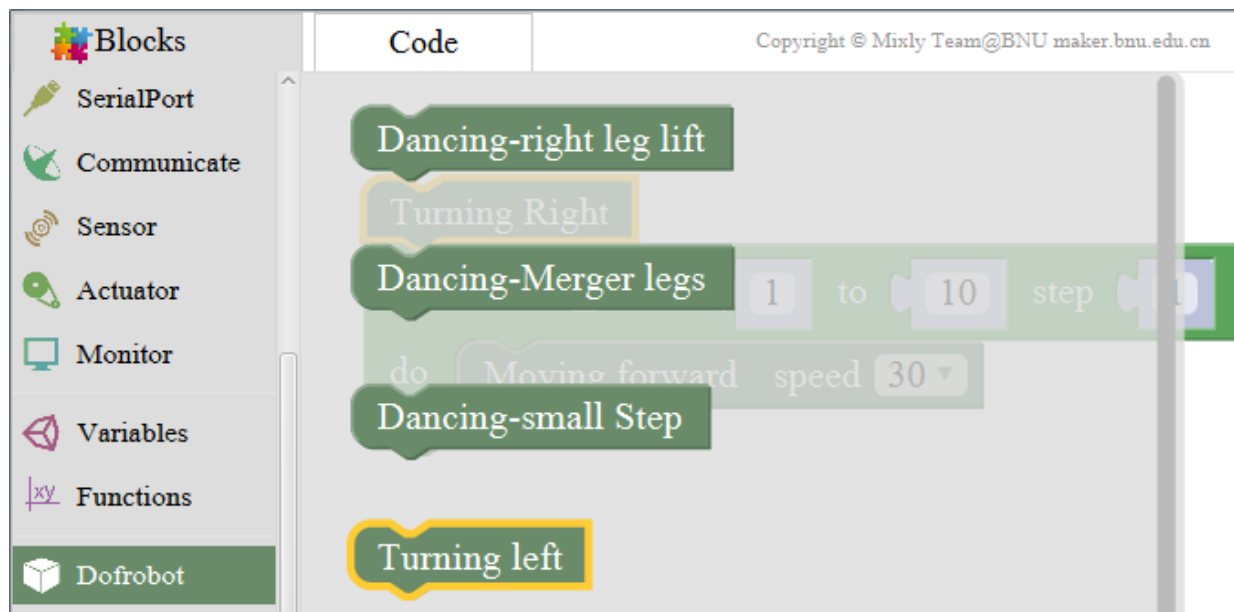 Blocks
Code
Copyright © Mixly Team@BNU maker.bnu.edu.cn
SerialPort
Communicate
Sensor
Actuator
Monitor
Variables
xy Functions
Dofrobot
Dancing-right leg lift
Turning Right
Dancing-Merger legs
1 to 10 step 1
do Moving forward speed 30
Dancing-small Step
Turning left